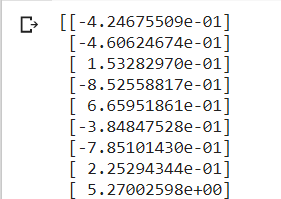 [[-4.24675509e-01]
[-4.60624674e-01]
[ 1.53282970e-01]
[-8.52558817e-01]
[ 6.65951861e-01]
[-3.84847528e-01]
[-7.85101430e-01]
[ 2.25294344e-01]
[ 5.27002598e+00]